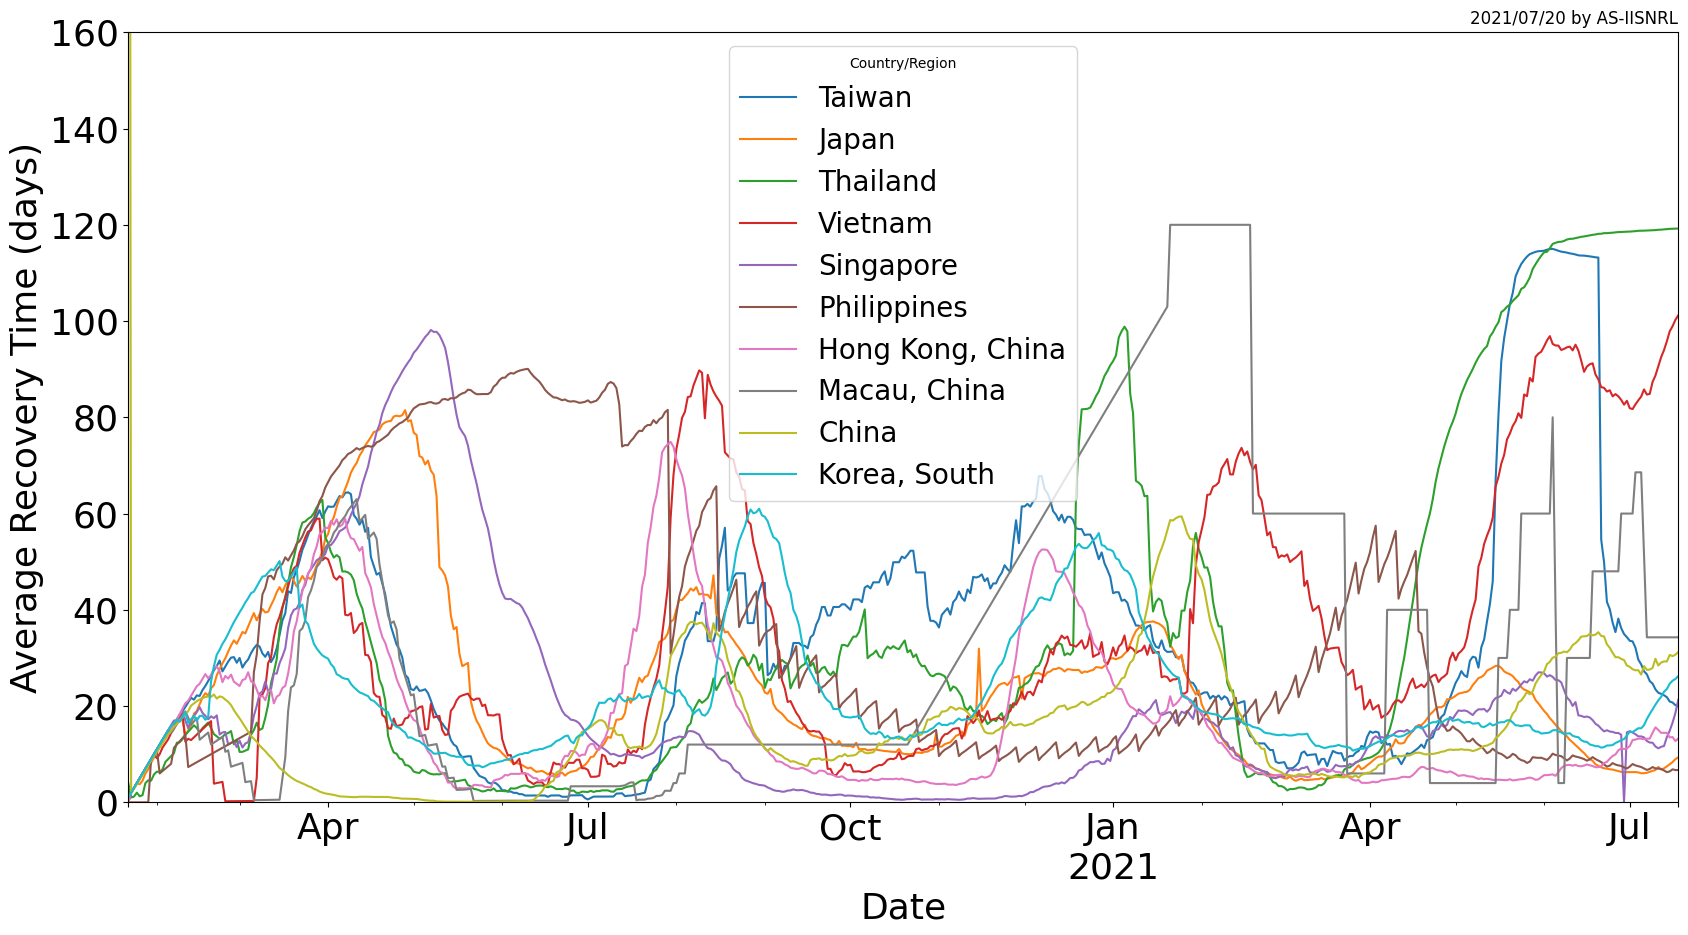 2021/07/20 by AS-IISNRL
Average Recovery Time (days)
160
140
120
100
80
60
40
20
0
Country/Region
Taiwan
Japan
Thailand
Vietnam
Singapore
Philippines
Hong Kong, China
Macau, China
China
Korea, South
Apr
Jul
Oct
Jan
2021
Apr
Jul
Date